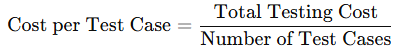 Cost per Test Case = Total Testing Cost / Number of Test Cases